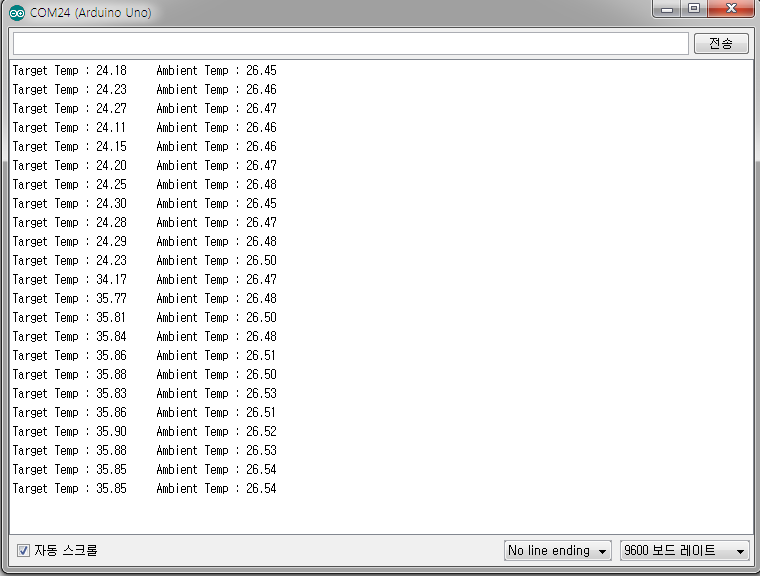 COM24 (Arduino Uno)
전송
Target Temp : 24.18 Ambient Temp : 26.45
Target Temp : 24.23 Ambient Temp : 26.46
Target Temp : 24.27 Ambient Temp : 26.47
Target Temp : 24.11 Ambient Temp : 26.46
Target Temp : 24.15 Ambient Temp : 26.46
Target Temp : 24.20 Ambient Temp : 26.47
Target Temp : 24.25 Ambient Temp : 26.48
Target Temp : 24.30 Ambient Temp : 26.45
Target Temp : 24.28 Ambient Temp : 26.47
Target Temp : 24.29 Ambient Temp : 26.48
Target Temp : 24.23 Ambient Temp : 26.50
Target Temp : 34.17 Ambient Temp : 26.47
Target Temp : 35.77 Ambient Temp : 26.48
Target Temp : 35.81 Ambient Temp : 26.50
Target Temp : 35.84 Ambient Temp : 26.48
Target Temp : 35.86 Ambient Temp : 26.51
Target Temp : 35.88 Ambient Temp : 26.50
Target Temp : 35.83 Ambient Temp : 26.53
Target Temp : 35.86 Ambient Temp : 26.51
Target Temp : 35.90 Ambient Temp : 26.52
Target Temp : 35.88 Ambient Temp : 26.53
Target Temp : 35.85 Ambient Temp : 26.54
Target Temp : 35.85 Ambient Temp : 26.54
자동 스크롤 No line ending 9600 보드 레이트